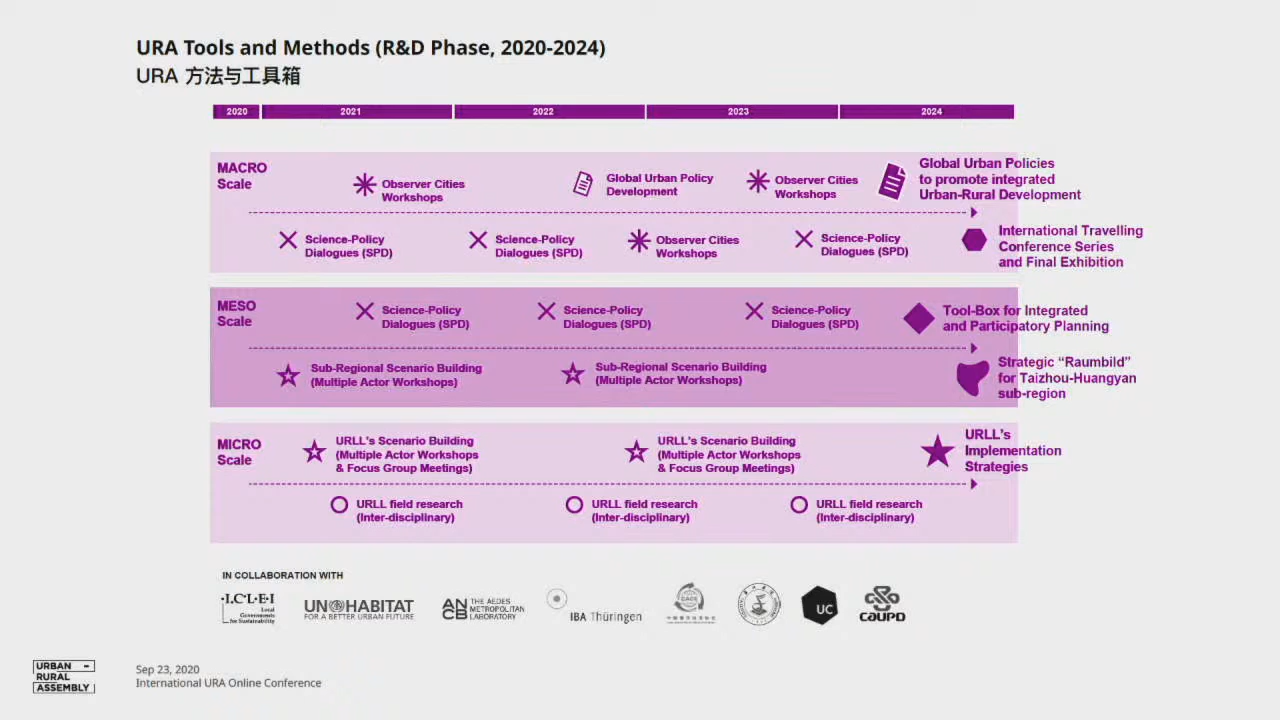 URA Tools and Methods (R&D Phase, 2020-2024)
URA 方法与工具箱
2020
2021
2022
2023
2024
MACRO
Scale
Observer Cities
Workshops
Global Urban Policy
Development
Observer Cities
Workshops
Global Urban Policies
to promote integrated
Urban-Rural Development
Science-Policy
Dialogues (SPD)
Science-Policy
Dialogues (SPD)
Observer Cities
Workshops
Science-Policy
Dialogues (SPD)
International Travelling
Conference Series
and Final Exhibition
MESO
Scale
Science-Policy
Dialogues (SPD)
Science-Policy
Dialogues (SPD)
Science-Policy
Dialogues (SPD)
Tool-Box for Integrated
and Participatory Planning
Sub-Regional Scenario Building
(Multiple Actor Workshops)
Sub-Regional Scenario Building
(Multiple Actor Workshops)
Strategic “Raumbild”
for Taizhou-Huangyan
sub-region
MICRO
Scale
URLL's Scenario Building
(Multiple Actor Workshops
& Focus Group Meetings)
URLL's Scenario Building
(Multiple Actor Workshops
& Focus Group Meetings)
URLL's
Implementation
Strategies
URLL field research
(Inter-disciplinary)
URLL field research
(Inter-disciplinary)
URLL field research
(Inter-disciplinary)
IN COLLABORATION WITH
·I.C·L·E·I
Local
Governments
for Sustainability
UN HABITAT
FOR A BETTER URBAN FUTURE
AN
CB
THE AEDES
METROPOLITAN
LABORATORY
IBA Thüringen
CACE
UC
CAUPD
URBAN –
RURAL
ASSEMBLY
Sep 23, 2020
International URA Online Conference